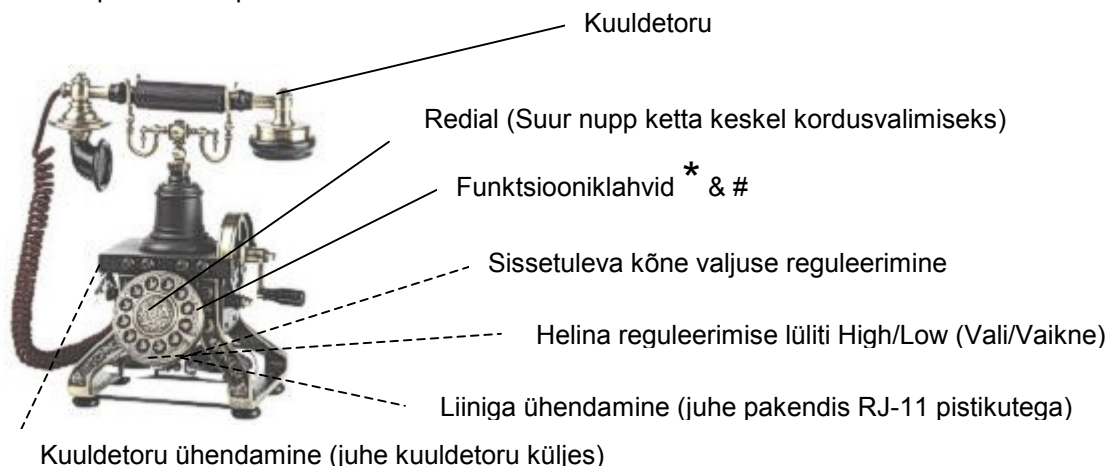 Kuuldetoru
Redial (Suur nupp ketta keskel kordusvalimiseks)
Funktsiooniklahvid * & #
Sissetuleva kõne valjuse reguleerimine
Helina reguleerimise lüliti High/Low (Vali/Vaikne)
Liiniga ühendamine (juhe pakendis RJ-11 pistikutega)
Kuuldetoru ühendamine (juhe kuuldetoru küljes)